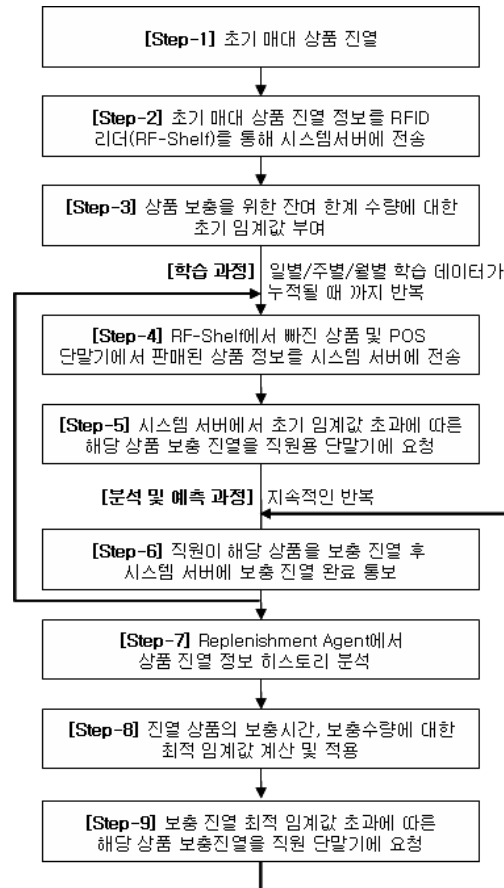 [Step-1] 초기 매대 상품 진열
[Step-2] 초기 매대 상품 진열 정보를 RFID
리더(RF-Shelf)를 통해 시스템서버에 전송
[Step-3] 상품 보충을 위한 잔여 한계 수량에 대한
초기 임계값 부여
[학습 과정] 일별/주별/월별 학습 데이터가
누적될 때 까지 반복
[Step-4] RF-Shelf에서 빠진 상품 및 POS
단말기에서 판매된 상품 정보를 시스템 서버에 전송
[Step-5] 시스템 서버에서 초기 임계값 초과에 따른
해당 상품 보충 진열을 직원용 단말기에 요청
[분석 및 예측 과정] 지속적인 반복
[Step-6] 직원이 해당 상품을 보충 진열 후
시스템 서버에 보충 진열 완료 통보
[Step-7] Replenishment Agent에서
상품 진열 정보 히스토리 분석
[Step-8] 진열 상품의 보충시간, 보충수량에 대한
최적 임계값 계산 및 적용
[Step-9] 보충 진열 최적 임계값 초과에 따른
해당 상품 보충진열을 직원 단말기에 요청